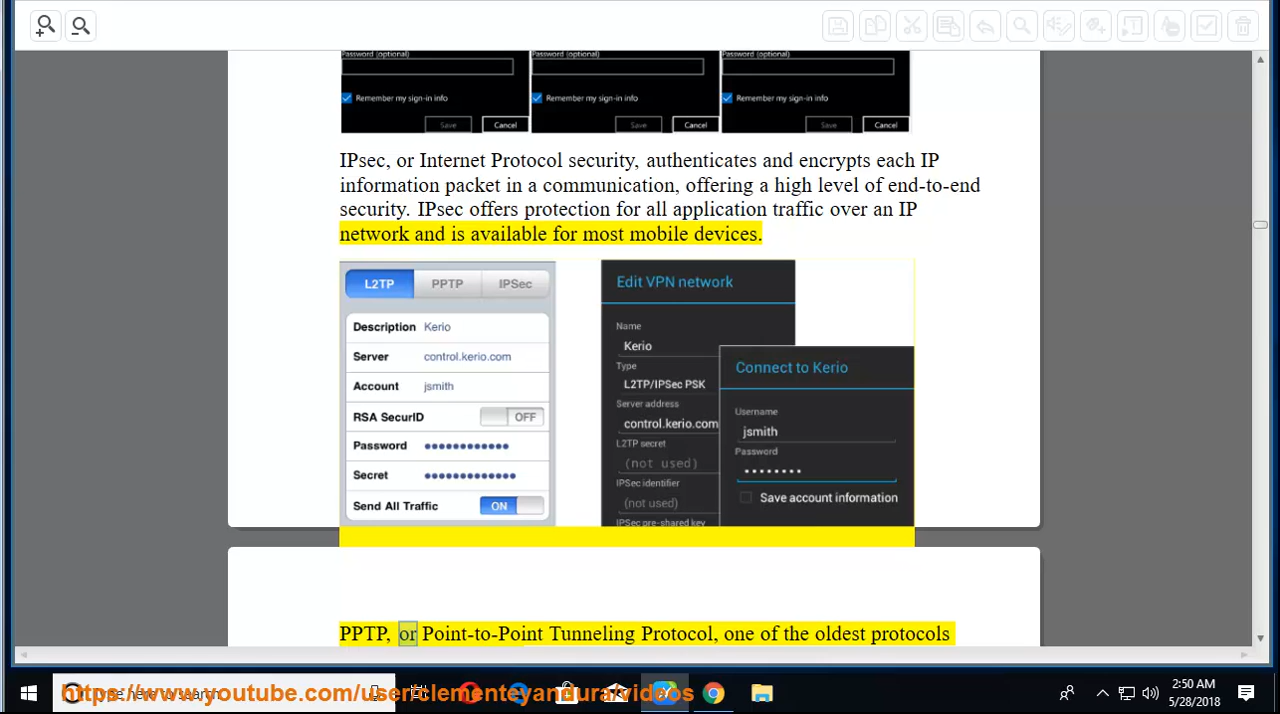 Password (optional) Password (optional) Password (optional)
Remember my sign-in info Remember my sign-in info Remember my sign-in info
Save Cancel Save Cancel Save Cancel
IPsec, or Internet Protocol security, authenticates and encrypts each IP
information packet in a communication, offering a high level of end-to-end
security. IPsec offers protection for all application traffic over an IP
network and is available for most mobile devices.
L2TP PPTP IPSec
Description Kerio
Server control.kerio.com
Account jsmith
RSA SecurID OFF
Password ••••••••••••
Secret •••••••••••••
Send All Traffic ON
Edit VPN network
Name
Kerio
Type
L2TP/IPSec PSK
Server address
control.kerio.com
L2TP secret
(not used)
IPSec identifier
(not used)
IPSec pre-shared key
Connect to Kerio
Username
jsmith
Password
••••••••
Save account information
PPTP, or Point-to-Point Tunneling Protocol, one of the oldest protocols
Type here to search
https://www.youtube.com/user/clementeyandura/videos
2:50 AM
5/28/2018